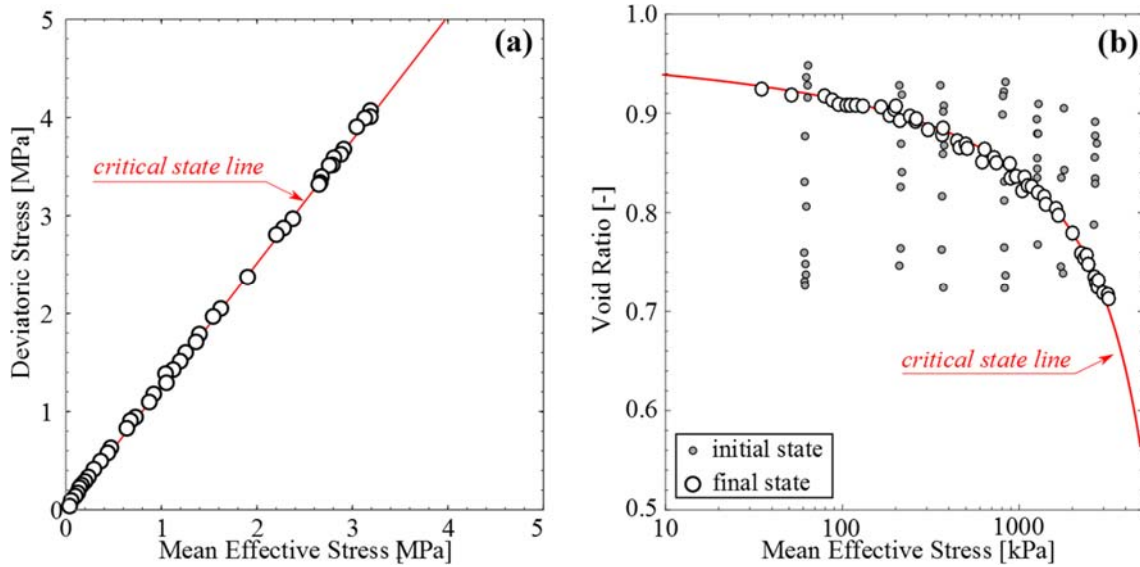 (a)
5
4
3
2
1
0
critical state line
Deviatoric Stress [MPa]
0 1 2 3 4 5
Mean Effective Stress [MPa]
(b)
1.0
0.9
0.8
0.7
0.6
0.5
Void Ratio [-]
critical state line
initial state
final state
10 100 1000
Mean Effective Stress [kPa]